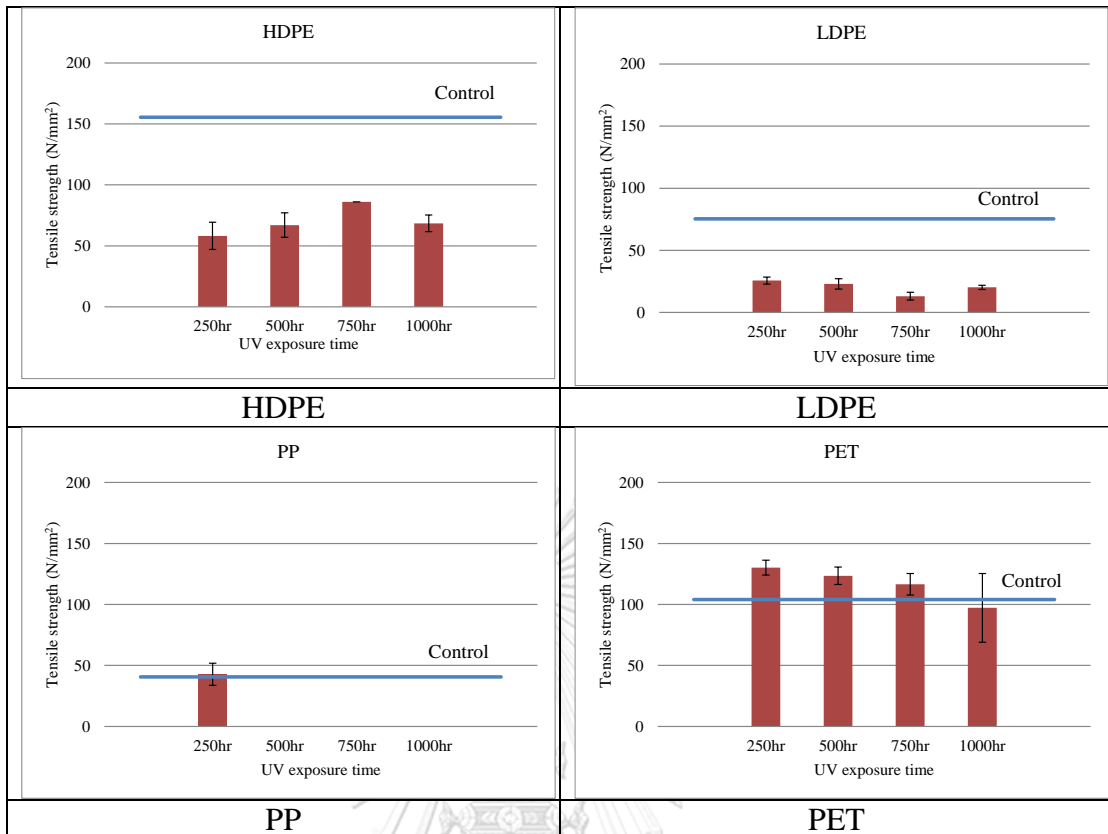 HDPE
200
Control
150
100
50
0
Tensile strength (N/mm²)
250hr 500hr 750hr 1000hr
UV exposure time
HDPE
LDPE
200
150
Control
100
50
0
Tensile strength (N/mm²)
250hr 500hr 750hr 1000hr
UV exposure time
LDPE
PP
200
150
100
Control
50
0
Tensile strength (N/mm²)
250hr 500hr 750hr 1000hr
UV exposure time
PP
PET
200
150
Control
100
50
0
Tensile strength (N/mm²)
250hr 500hr 750hr 1000hr
UV exposure time
PET